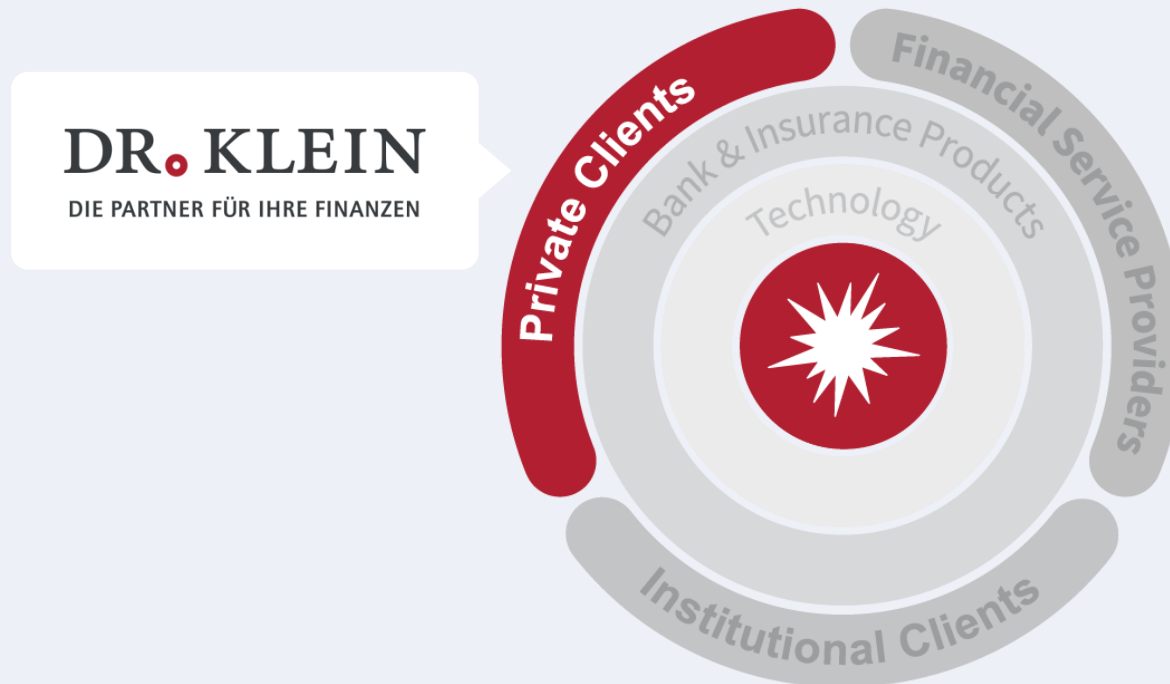 DR. KLEIN
DIE PARTNER FÜR IHRE FINANZEN
Private Clients
Financial Service Providers
Bank & Insurance Products
Technology
Institutional Clients